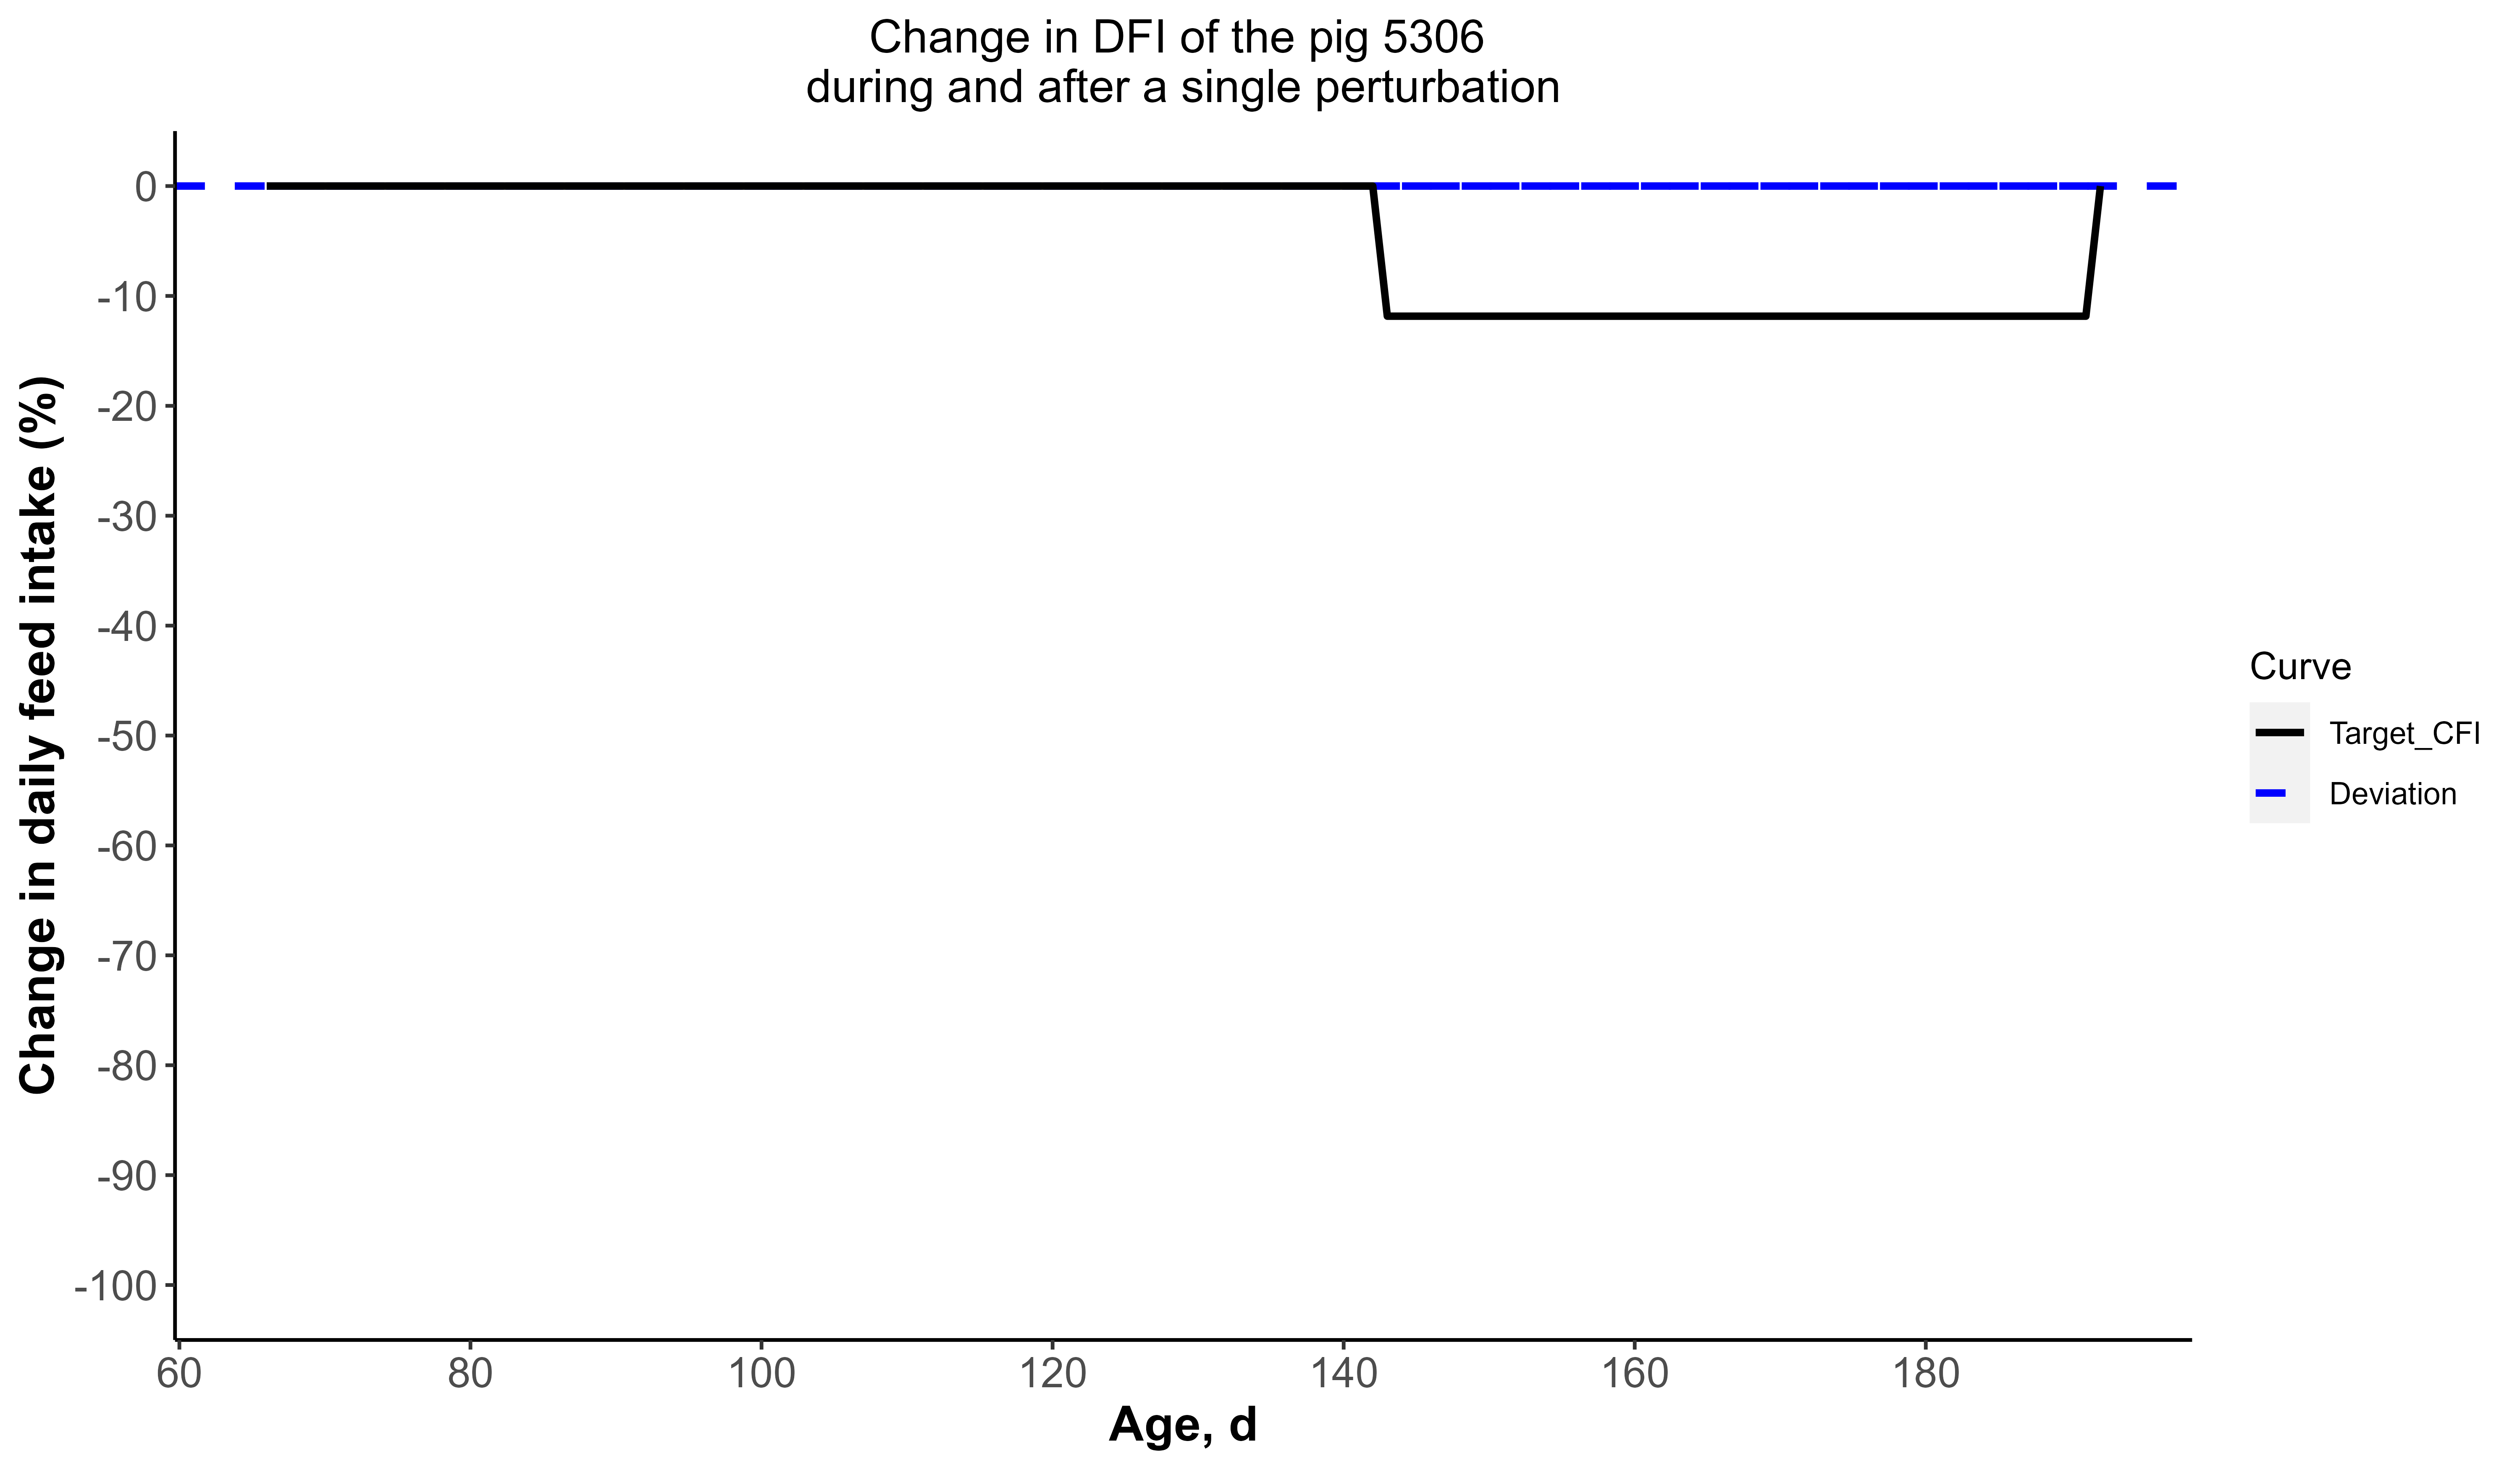 Change in DFI of the pig 5306
during and after a single perturbation
Change in daily feed intake (%)
0
-10
-20
-30
-40
-50
-60
-70
-80
-90
-100
60
80
100
120
140
160
180
Age, d
Curve
Target_CFI
Deviation